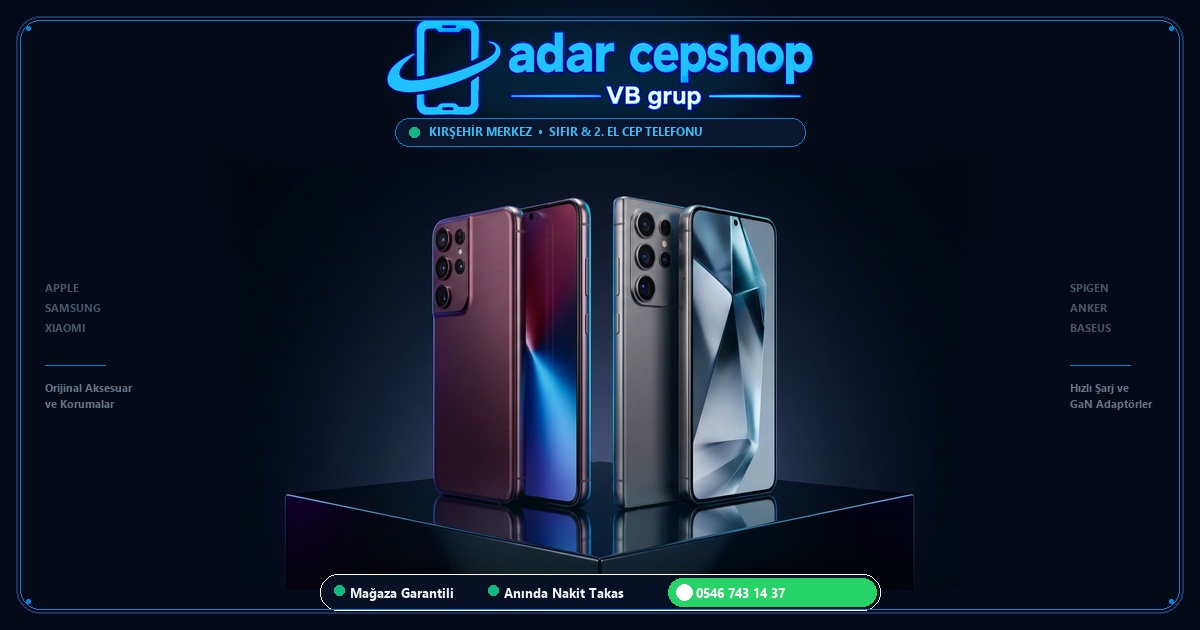 adar cepshop
VB grup
KIRŞEHİR MERKEZ • SIFIR & 2. EL CEP TELEFONU
APPLE
SAMSUNG
XIAOMI
Orijinal Aksesuar
ve Korumalar
SPIGEN
ANKER
BASEUS
Hızlı Şarj ve
GaN Adaptörler
Mağaza Garantili
Anında Nakit Takas
0546 743 14 37